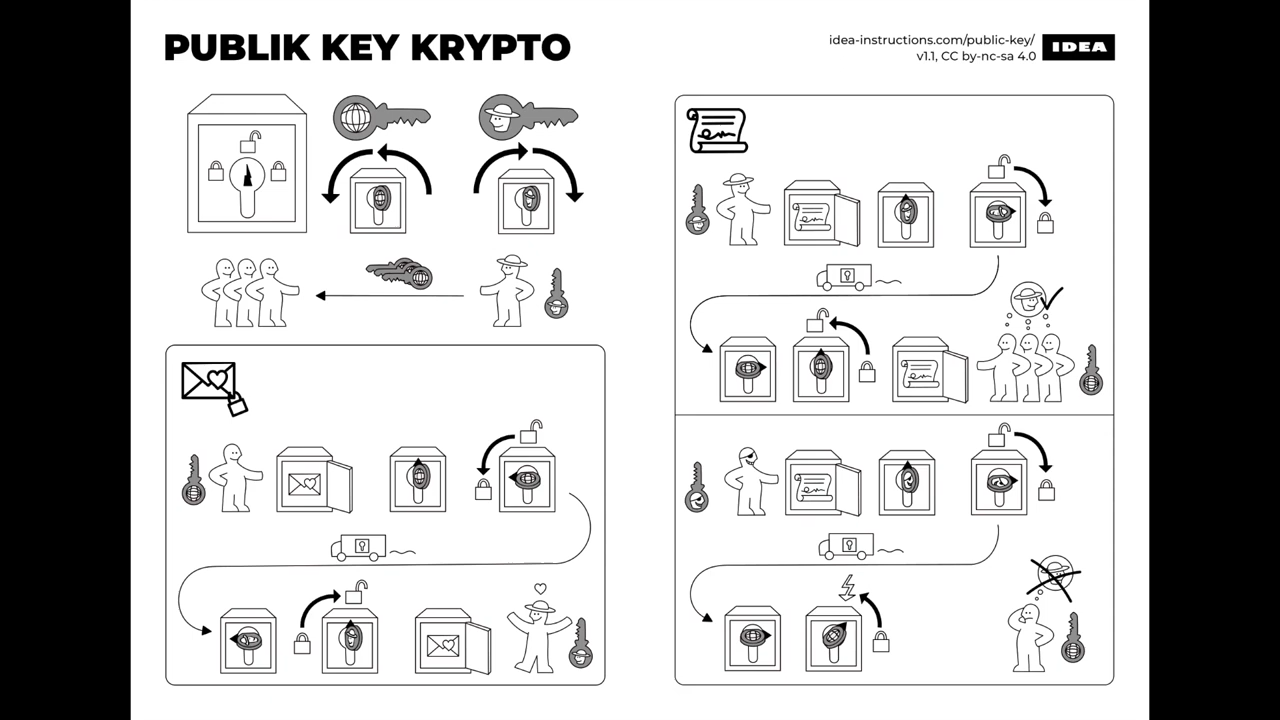 PUBLIK KEY KRYPTO
idea-instructions.com/public-key/
v1.1, CC by-nc-sa 4.0
IDEA